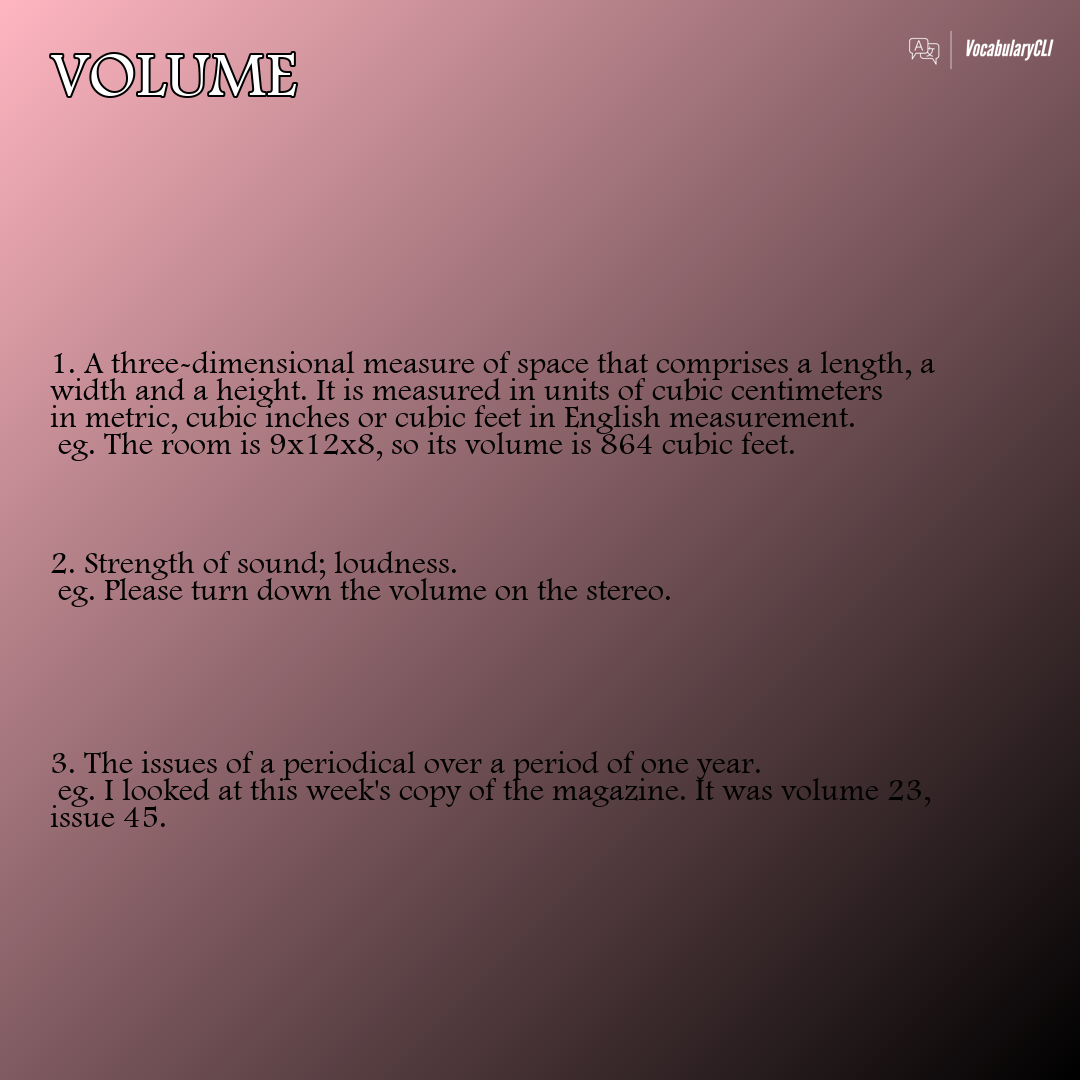 VOLUME
VocabularyCLI
1. A three-dimensional measure of space that comprises a length, a
width and a height. It is measured in units of cubic centimeters
in metric, cubic inches or cubic feet in English measurement.
eg. The room is 9x12x8, so its volume is 864 cubic feet.
2. Strength of sound; loudness.
eg. Please turn down the volume on the stereo.
3. The issues of a periodical over a period of one year.
eg. I looked at this week's copy of the magazine. It was volume 23,
issue 45.